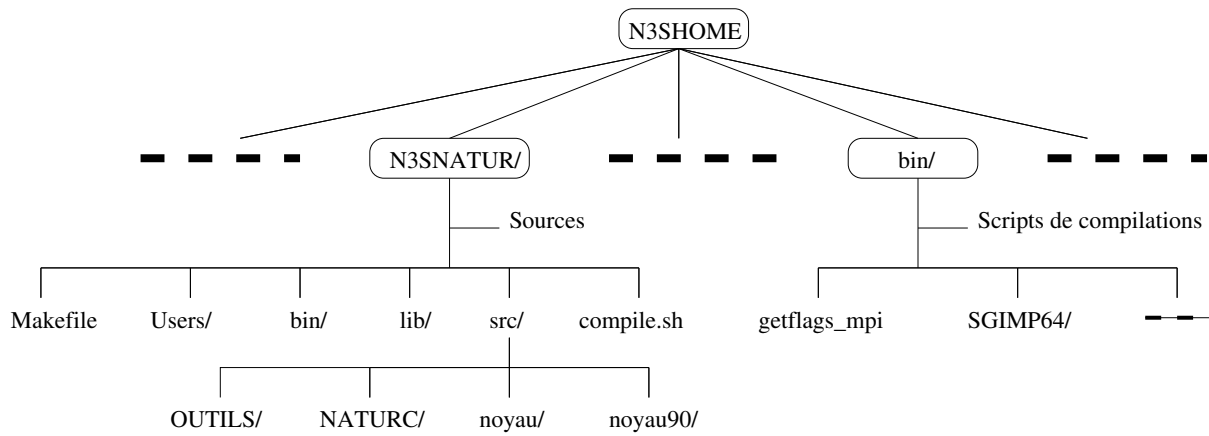 N3SHOME
N3SNATUR/
bin/
Sources
Scripts de compilations
Makefile Users/ bin/ lib/ src/ compile.sh getflags_mpi SGIMP64/
OUTILS/ NATURC/ noyau/ noyau90/